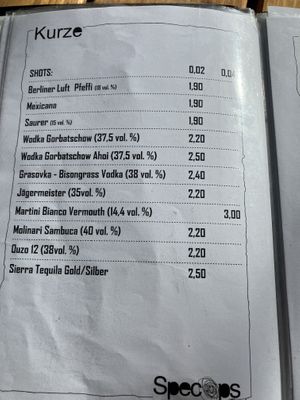 Kurze
SHOTS: 0,02 0,04
Berliner Luft Pfeffi (18 vol. %) 1,90
Mexicana 1,90
Saurer (15 vol. %) 1,90
Wodka Gorbatschow (37,5 vol. %) 2,20
Wodka Gorbatschow Ahoi (37,5 vol. %) 2,50
Grasovka - Bisongrass Vodka (38 vol. %) 2,40
Jägermeister (35vol. %) 2,20
Martini Bianco Vermouth (14,4 vol. %) 3,00
Molinari Sambuca (40 vol. %) 2,20
Ouzo 12 (38vol. %) 2,20
Sierra Tequila Gold/Silber 2,50
SpecOps